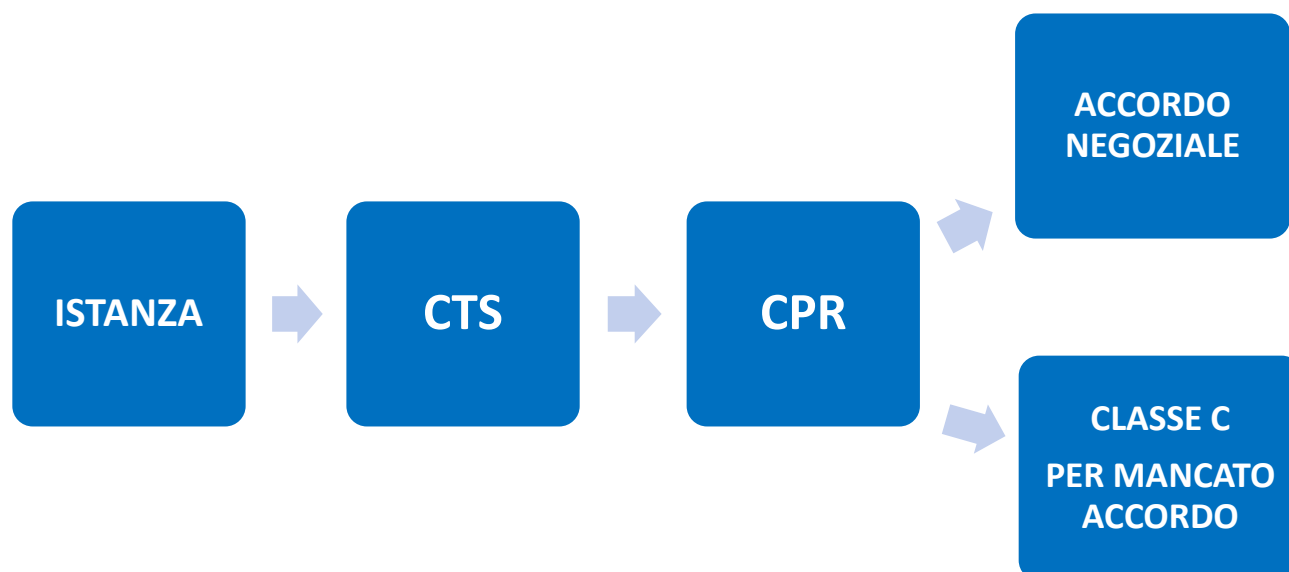 ISTANZA
CTS
CPR
ACCORDO
NEGOZIALE
CLASSE C
PER MANCATO
ACCORDO